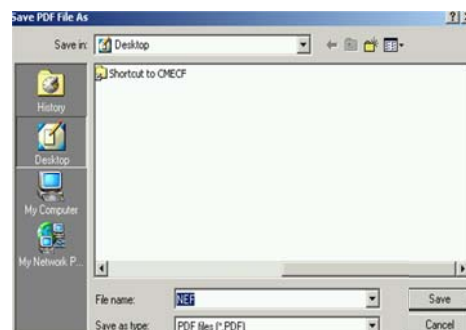 Save PDF File As
Save in: Desktop
Shortcut to CMECF
History
Desktop
My Computer
My Network P...
File name: NEF Save
Save as type: PDF files (*.PDF) Cancel